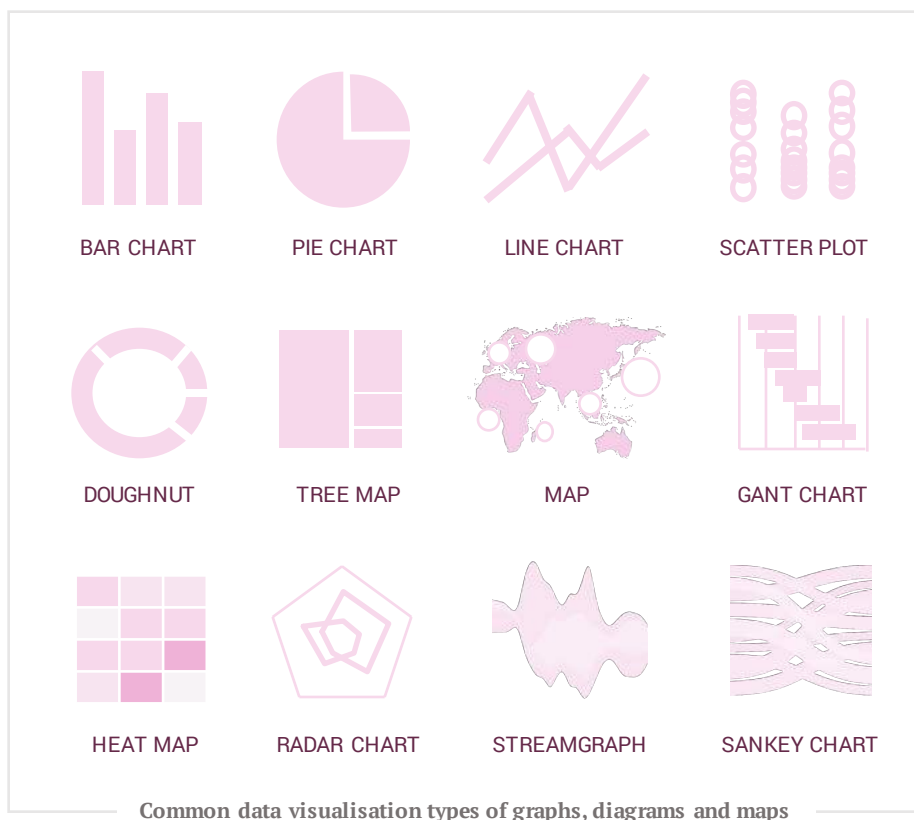 BAR CHART
PIE CHART
LINE CHART
SCATTER PLOT
DOUGHNUT
TREE MAP
MAP
GANT CHART
HEAT MAP
RADAR CHART
STREAMGRAPH
SANKEY CHART
Common data visualisation types of graphs, diagrams and maps